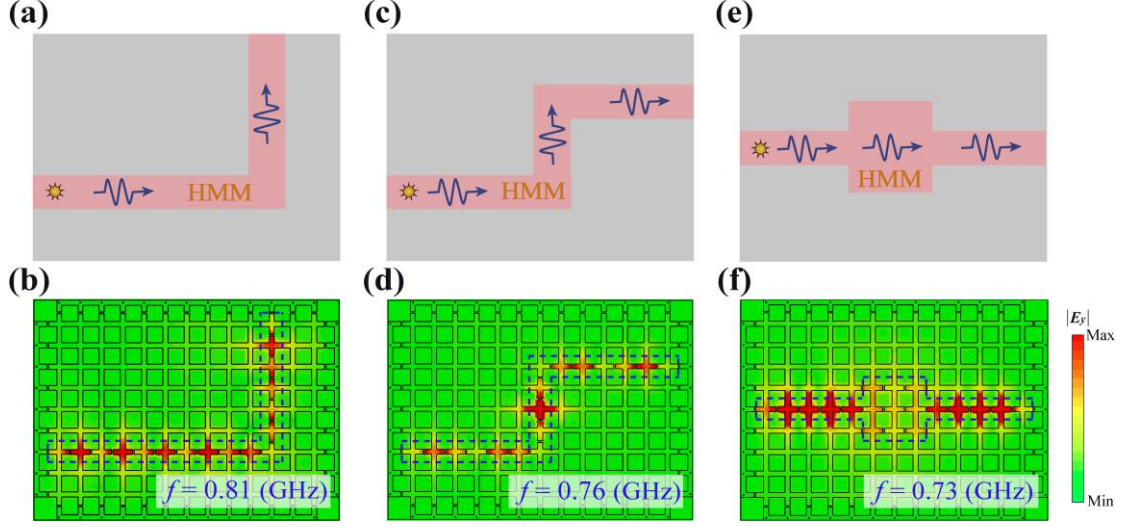 (a)
(c)
(e)
HMM
HMM
HMM
(b)
(d)
(f)
|Ey|
Max
Min
f = 0.81 (GHz)
f = 0.76 (GHz)
f = 0.73 (GHz)